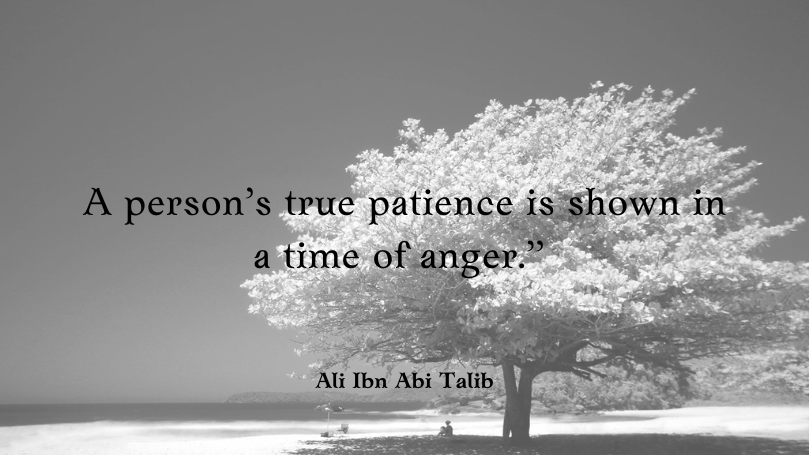 A person’s true patience is shown in
a time of anger.”
Ali Ibn Abi Talib